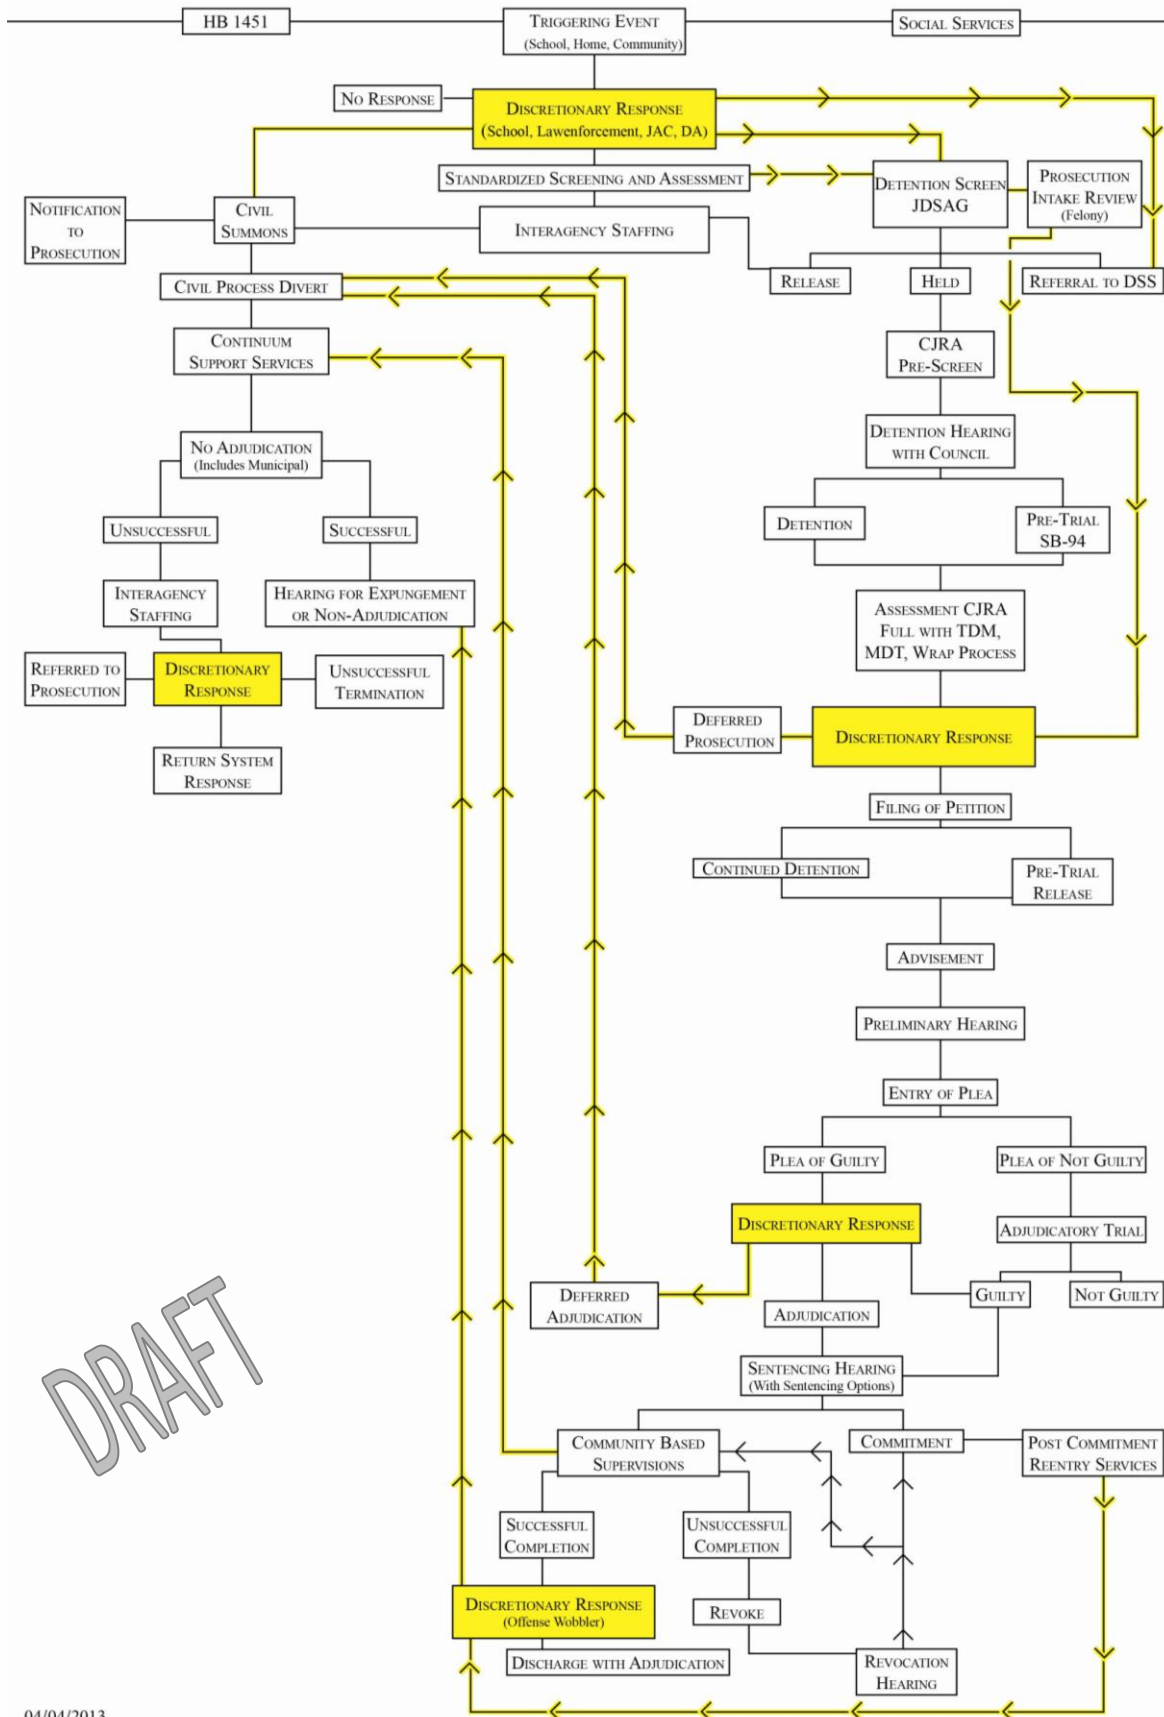 HB 1451
TRIGGERING EVENT
(School, Home, Community)
SOCIAL SERVICES
NO RESPONSE
DISCRETIONARY RESPONSE
(School, Lawenforcement, JAC, DA)
STANDARDIZED SCREENING AND ASSESSMENT
DETENTION SCREEN
JDSAG
PROSECUTION
INTAKE REVIEW
(Felony)
NOTIFICATION
TO
PROSECUTION
CIVIL
SUMMONS
INTERAGENCY STAFFING
CIVIL PROCESS DIVERT
RELEASE
HELD
REFERRAL TO DSS
CONTINUUM
SUPPORT SERVICES
CJRA
PRE-SCREEN
NO ADJUDICATION
(Includes Municipal)
DETENTION HEARING
WITH COUNCIL
UNSUCCESSFUL
SUCCESSFUL
DETENTION
PRE-TRIAL
SB-94
INTERAGENCY
STAFFING
HEARING FOR EXPUNGEMENT
OR NON-ADJUDICATION
ASSESSMENT CJRA
FULL WITH TDM,
MDT, WRAP PROCESS
REFERRED TO
PROSECUTION
DISCRETIONARY
RESPONSE
UNSUCCESSFUL
TERMINATION
DEFERRED
PROSECUTION
DISCRETIONARY RESPONSE
RETURN SYSTEM
RESPONSE
FILING OF PETITION
CONTINUED DETENTION
PRE-TRIAL
RELEASE
ADVISEMENT
PRELIMINARY HEARING
ENTRY OF PLEA
PLEA OF GUILTY
PLEA OF NOT GUILTY
DISCRETIONARY RESPONSE
ADJUDICATORY TRIAL
DEFERRED
ADJUDICATION
ADJUDICATION
GUILTY
NOT GUILTY
SENTENCING HEARING
(With Sentencing Options)
DRAFT
COMMUNITY BASED
SUPERVISIONS
COMMITMENT
POST COMMITMENT
REENTRY SERVICES
SUCCESSFUL
COMPLETION
UNSUCCESSFUL
COMPLETION
DISCRETIONARY RESPONSE
(Offense Wobbler)
REVOKE
DISCHARGE WITH ADJUDICATION
REVOCATION
HEARING
04/04/2013